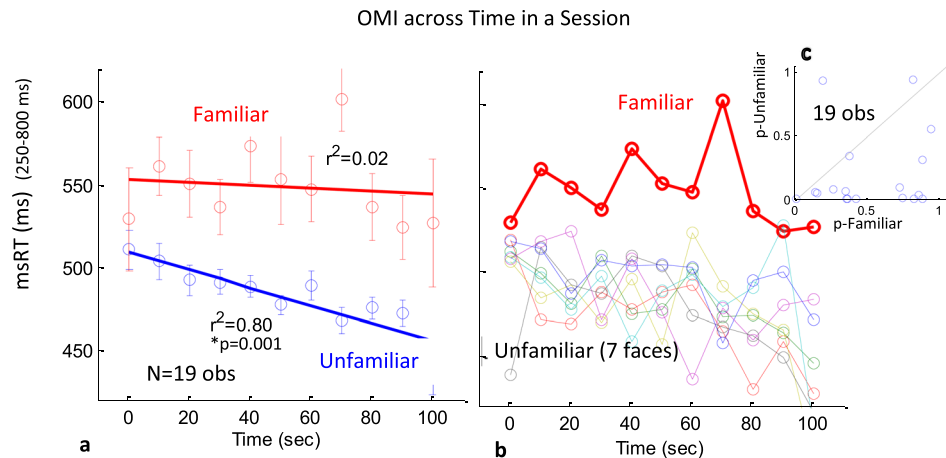 OMI across Time in a Session
msRT (ms) (250-800 ms)
600
550
500
450
Familiar
r2=0.02
r2=0.80
*p=0.001
Unfamiliar
N=19 obs
0 20 40 60 80 100
Time (sec)
a
Familiar
Unfamiliar (7 faces)
0 20 40 60 80 100
Time (sec)
b
c
p-Unfamiliar
1
0.5
0
19 obs
0 0.5 1
p-Familiar